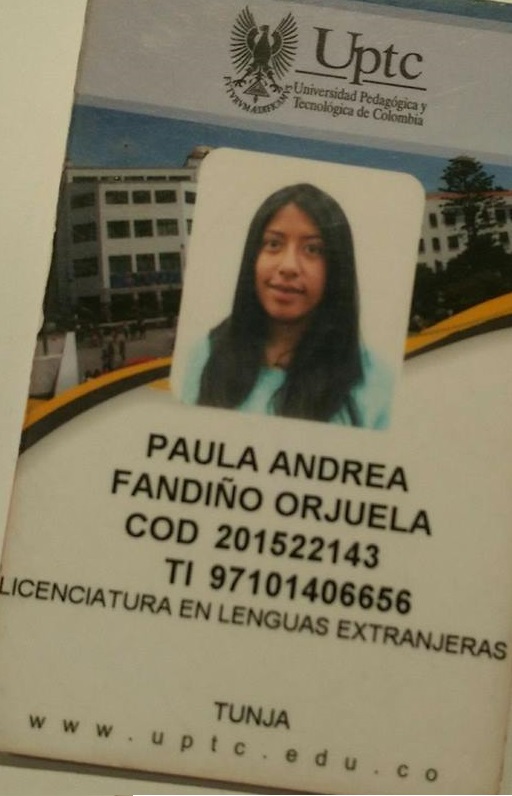 Uptc
Universidad Pedagógica y
Tecnológica de Colombia
PAULA ANDREA
FANDIÑO ORJUELA
COD 201522143
TI 97101406656
LICENCIATURA EN LENGUAS EXTRANJERAS
TUNJA
www.uptc.edu.co